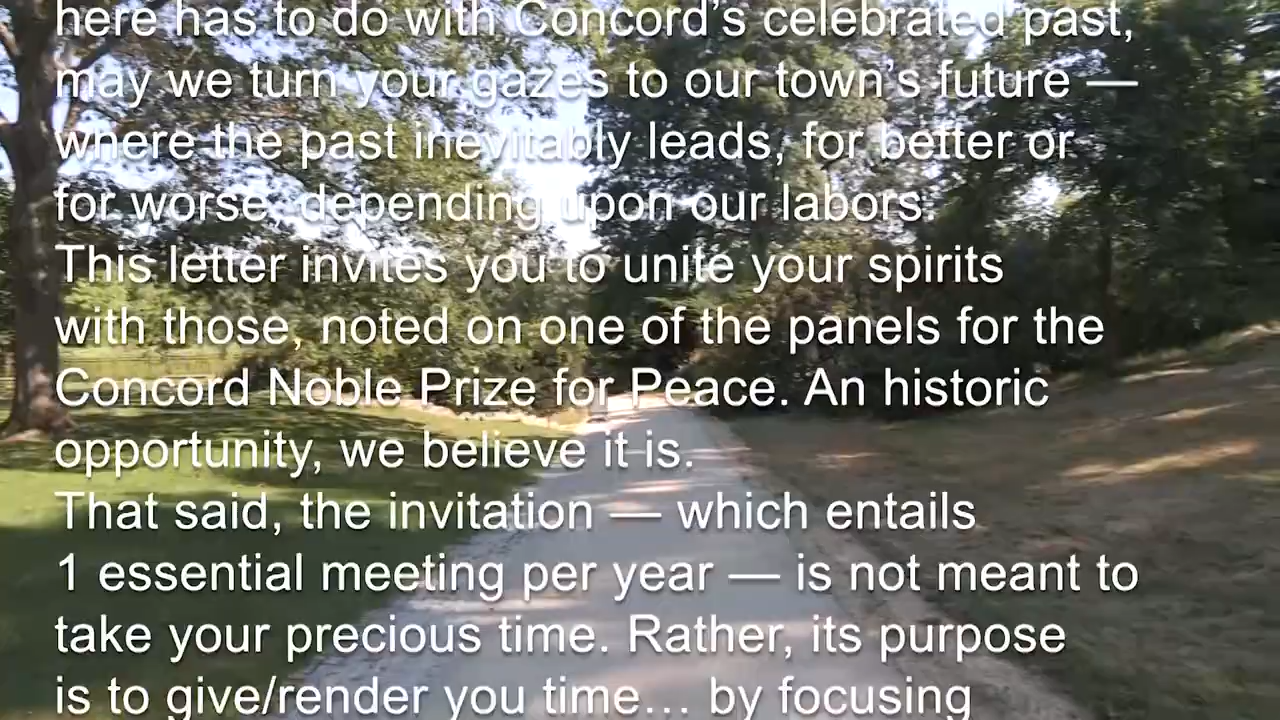 here has to do with Concord’s celebrated past,
may we turn your gazes to our town’s future —
where the past inevitably leads, for better or
for worse, depending upon our labors.
This letter invites you to unite your spirits
with those, noted on one of the panels for the
Concord Noble Prize for Peace. An historic
opportunity, we believe it is.
That said, the invitation — which entails
1 essential meeting per year — is not meant to
take your precious time. Rather, its purpose
is to give/render you time… by focusing